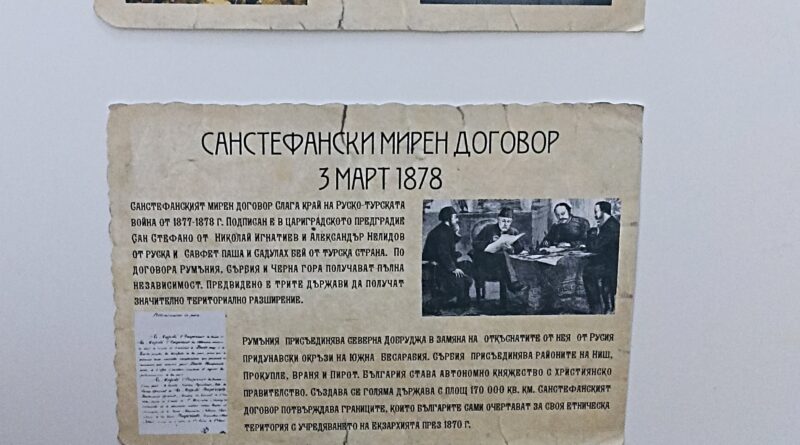 САНСТЕФАНСКИ МИРЕН ДОГОВОР
3 МАРТ 1878
САНСТЕФАНСКИЯТ МИРЕН ДОГОВОР СЛАГА КРАЙ НА РУСКО-ТУРСКАТА
ВОЙНА ОТ 1877-1878 Г. ПОДПИСАН Е В ЦАРИГРАДСКОТО ПРЕДГРАДИЕ
САН СТЕФАНО ОТ НИКОЛАЙ ИГНАТИЕВ И АЛЕКСАНДЪР НЕЛИДОВ
ОТ РУСКА И САВФЕТ ПАША И САДУЛАХ БЕЙ ОТ ТУРСКА СТРАНА. ПО
ДОГОВОРА РУМЪНИЯ, СЪРБИЯ И ЧЕРНА ГОРА ПОЛУЧАВАТ ПЪЛНА
НЕЗАВИСИМОСТ. ПРЕДВИДЕНО Е ТРИТЕ ДЪРЖАВИ ДА ПОЛУЧАТ
ЗНАЧИТЕЛНО ТЕРИТОРИАЛНО РАЗШИРЕНИЕ.
РУМЪНИЯ ПРИСЪЕДИНЯВА СЕВЕРНА ДОБРУДЖА В ЗАМЯНА НА ОТКЪСНАТИТЕ ОТ НЕЯ ОТ РУСИЯ
ПРИДУНАВСКИ ОКРЪЗИ НА ЮЖНА БЕСАРАБИЯ. СЪРБИЯ ПРИСЪЕДИНЯВА РАЙОНИТЕ НА НИШ,
ПРОКУПЛЕ, ВРАНЯ И ПИРОТ. БЪЛГАРИЯ СТАВА АВТОНОМНО КНЯЖЕСТВО С ХРИСТИЯНСКО
ПРАВИТЕЛСТВО. СЪЗДАВА СЕ ГОЛЯМА ДЪРЖАВА С ПЛОЩ 170 000 КВ. КМ. САНСТЕФАНСКИЯТ
ДОГОВОР ПОТВЪРЖДАВА ГРАНИЦИТЕ, КОИТО БЪЛГАРИТЕ САМИ ОЧЕРТАВАТ ЗА СВОЯ ЕТНИЧЕСКА
ТЕРИТОРИЯ С УЧРЕДЯВАНЕТО НА ЕКЗАРХИЯТА ПРЕЗ 1870 Г.